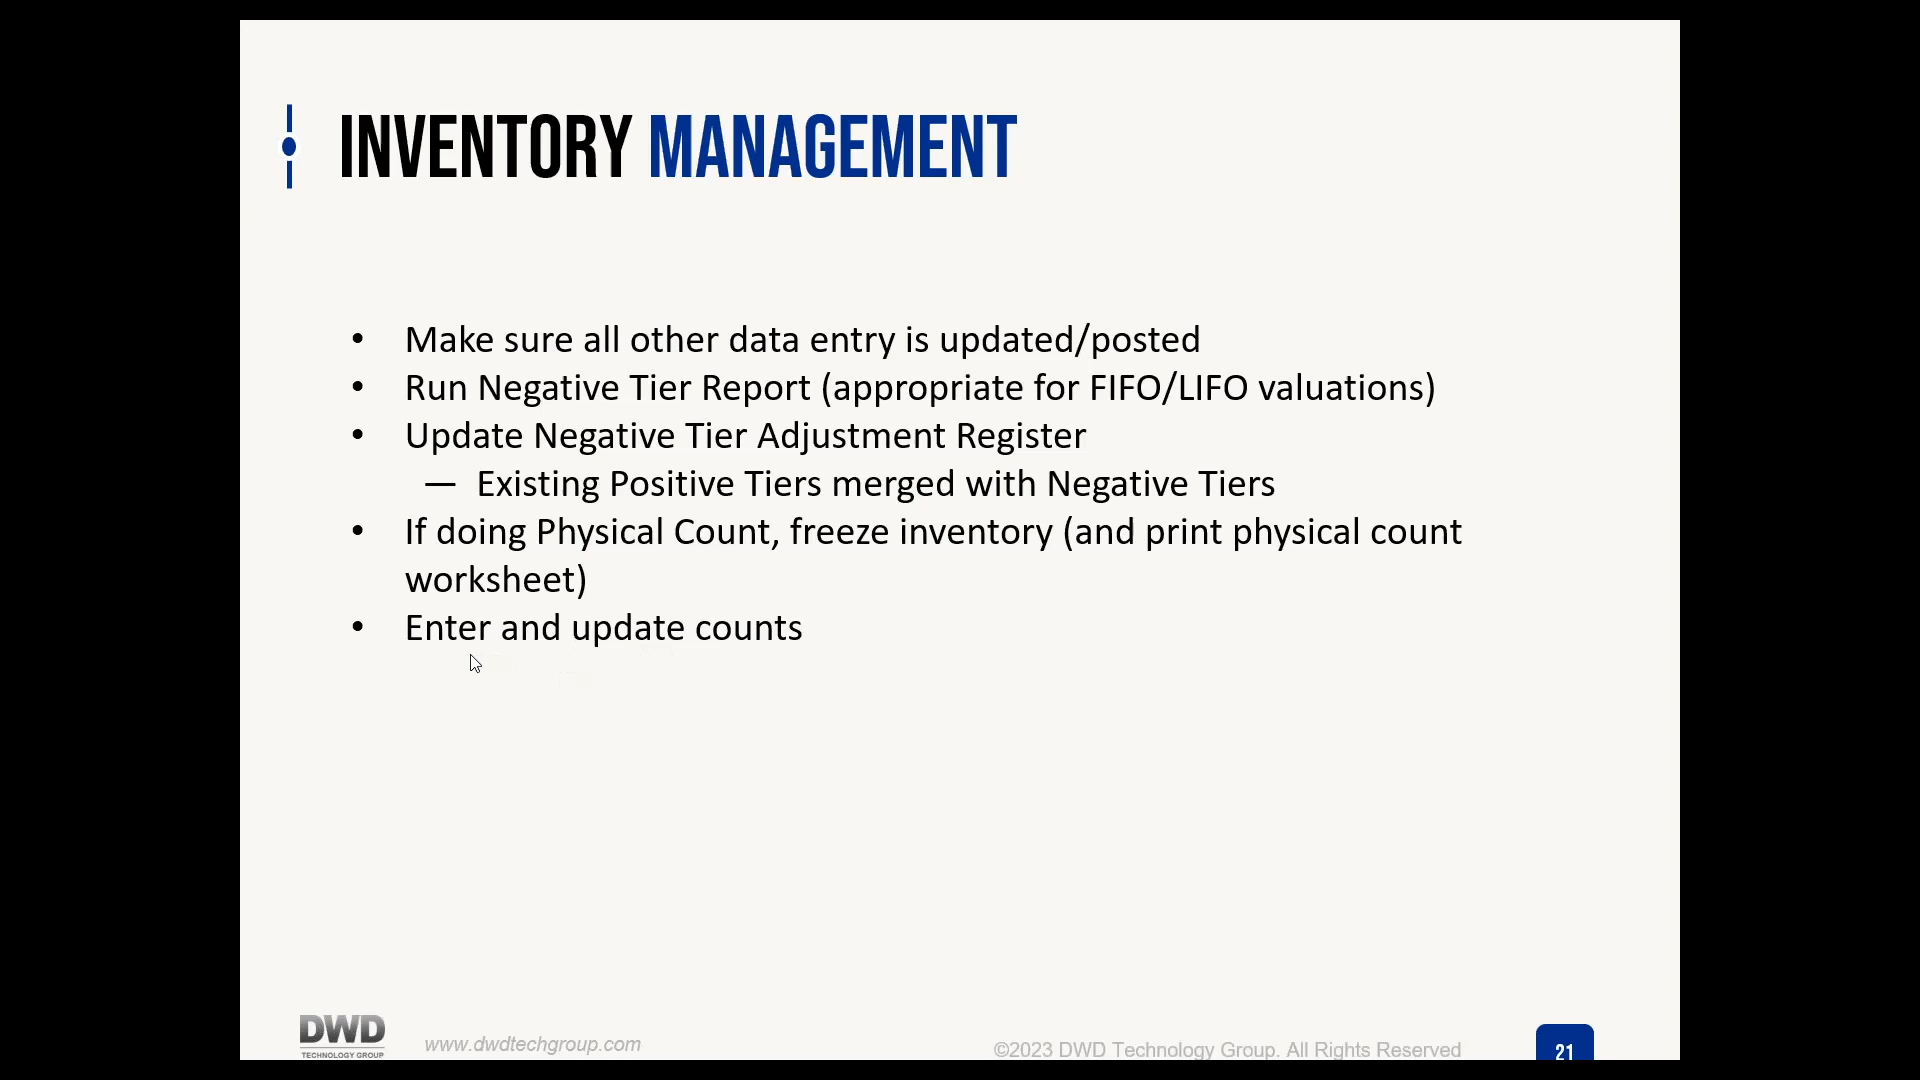 INVENTORY MANAGEMENT
• Make sure all other data entry is updated/posted
• Run Negative Tier Report (appropriate for FIFO/LIFO valuations)
• Update Negative Tier Adjustment Register
— Existing Positive Tiers merged with Negative Tiers
• If doing Physical Count, freeze inventory (and print physical count
worksheet)
• Enter and update counts
DWD
TECHNOLOGY GROUP
www.dwdtechgroup.com
©2023 DWD Technology Group. All Rights Reserved
21